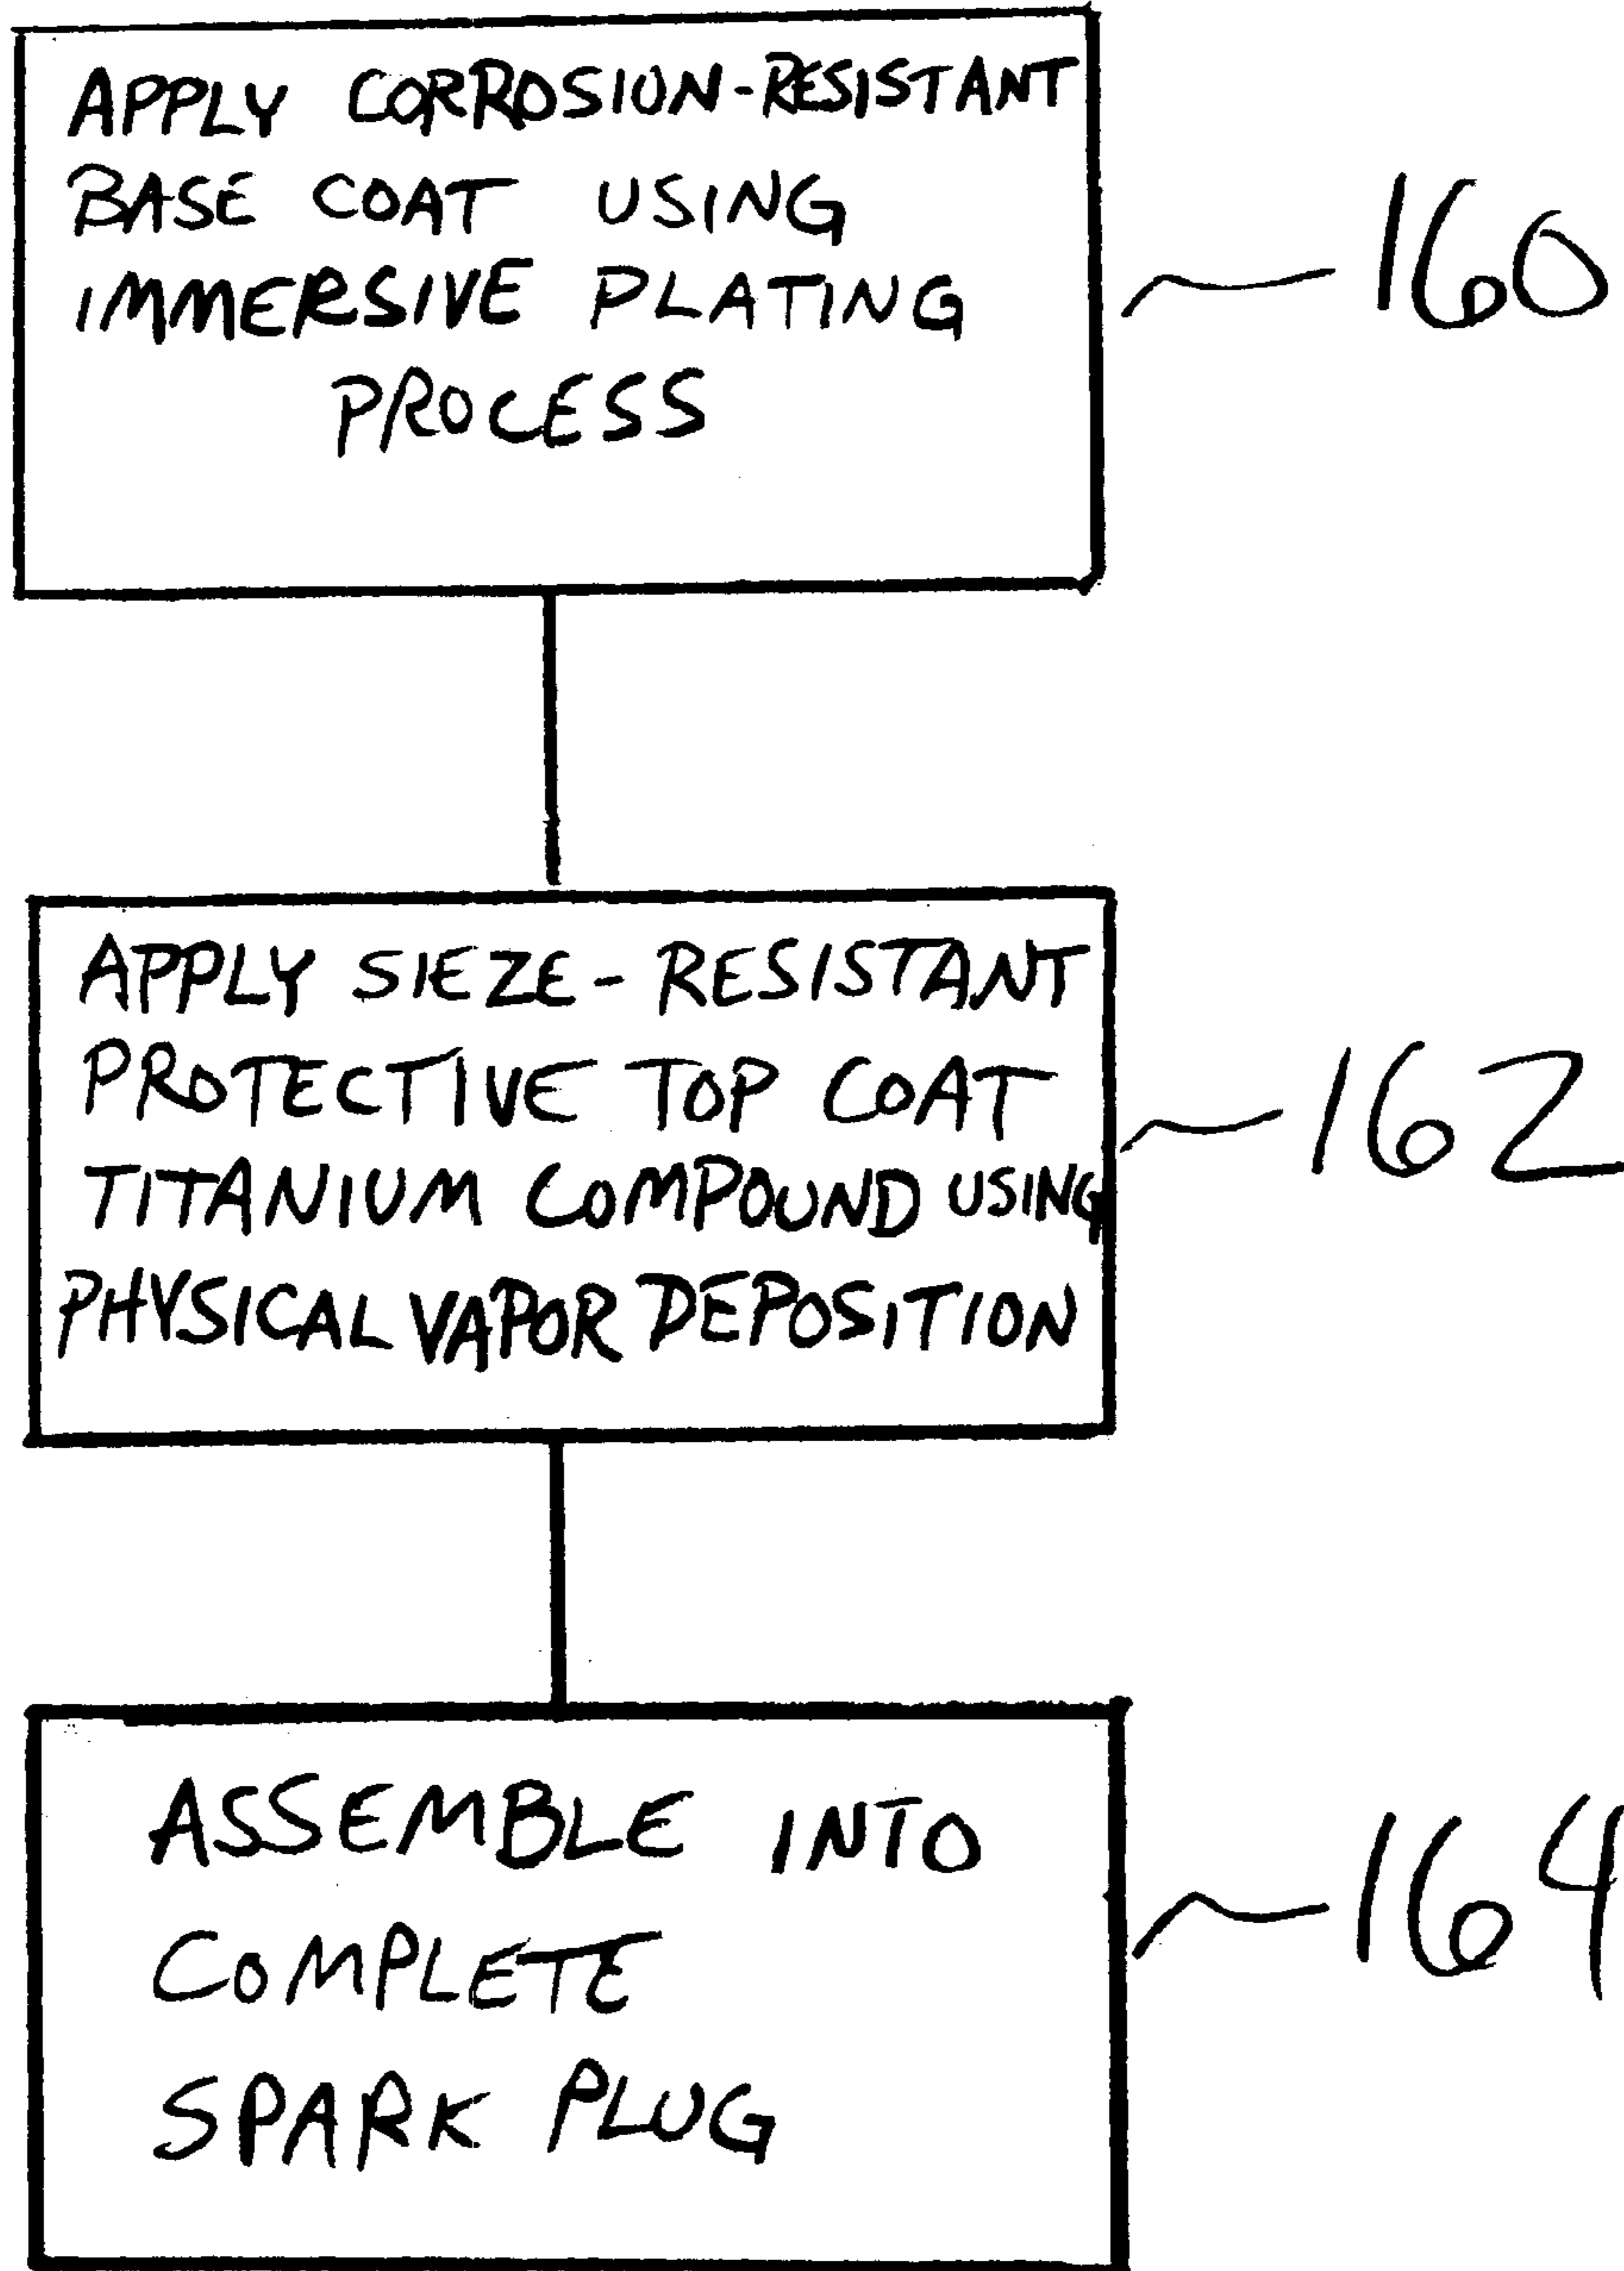 APPLY CORROSION-RESISTANT
BASE COAT USING
IMMERSIVE PLATING
PROCESS
160
APPLY SIEZE-RESISTANT
PROTECTIVE TOP COAT
TITANIUM COMPOUND USING
PHYSICAL VAPOR DEPOSITION
162
ASSEMBLE INTO
COMPLETE
SPARK PLUG
164